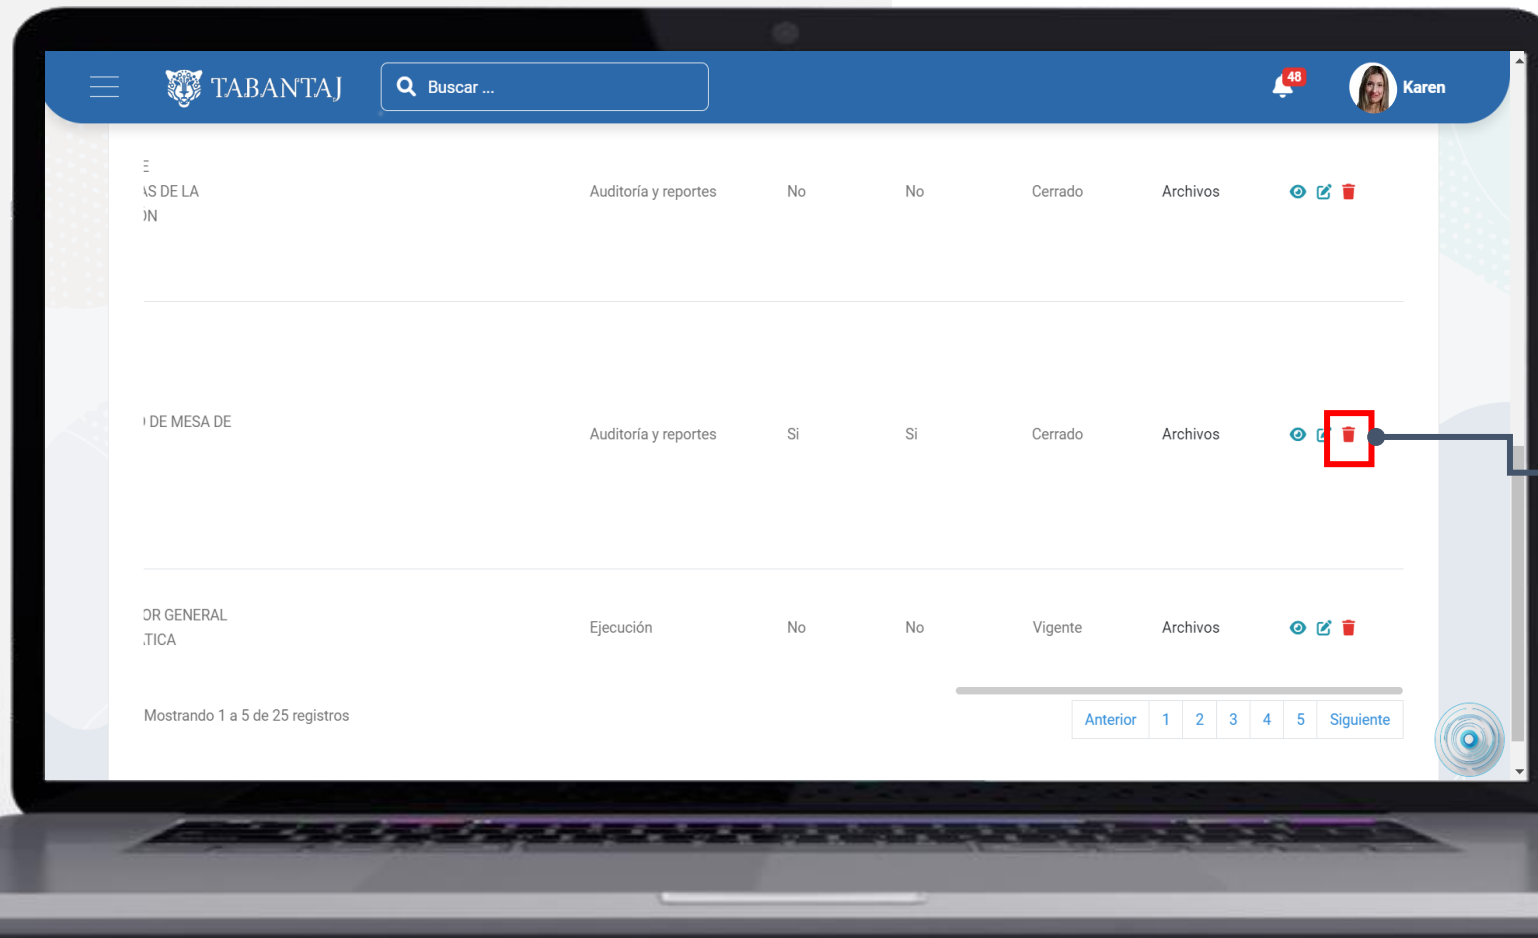 TABANTAJ
Buscar ...
48
Karen
E
AS DE LA
ÓN
Auditoría y reportes No No Cerrado Archivos
DE MESA DE
Auditoría y reportes Si Si Cerrado Archivos
OR GENERAL
ÁTICA
Ejecución No No Vigente Archivos
Mostrando 1 a 5 de 25 registros
Anterior 1 2 3 4 5 Siguiente